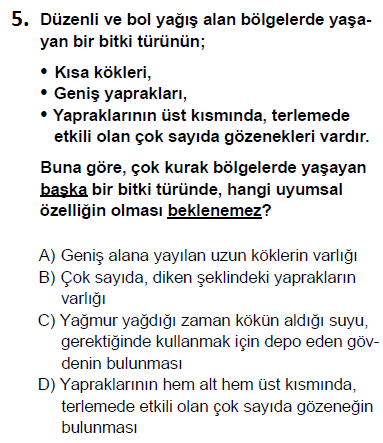 5. Düzenli ve bol yağış alan bölgelerde yaşa-
yan bir bitki türünün;
• Kısa kökleri,
• Geniş yaprakları,
• Yapraklarının üst kısmında, terlemede
etkili olan çok sayıda gözenekleri vardır.
Buna göre, çok kurak bölgelerde yaşayan
başka bir bitki türünde, hangi uyumsal
özelliğin olması beklenemez?
A) Geniş alana yayılan uzun köklerin varlığı
B) Çok sayıda, diken şeklindeki yaprakların
varlığı
C) Yağmur yağdığı zaman kökün aldığı suyu,
gerektiğinde kullanmak için depo eden göv-
denin bulunması
D) Yapraklarının hem alt hem üst kısmında,
terlemede etkili olan çok sayıda gözeneğin
bulunması